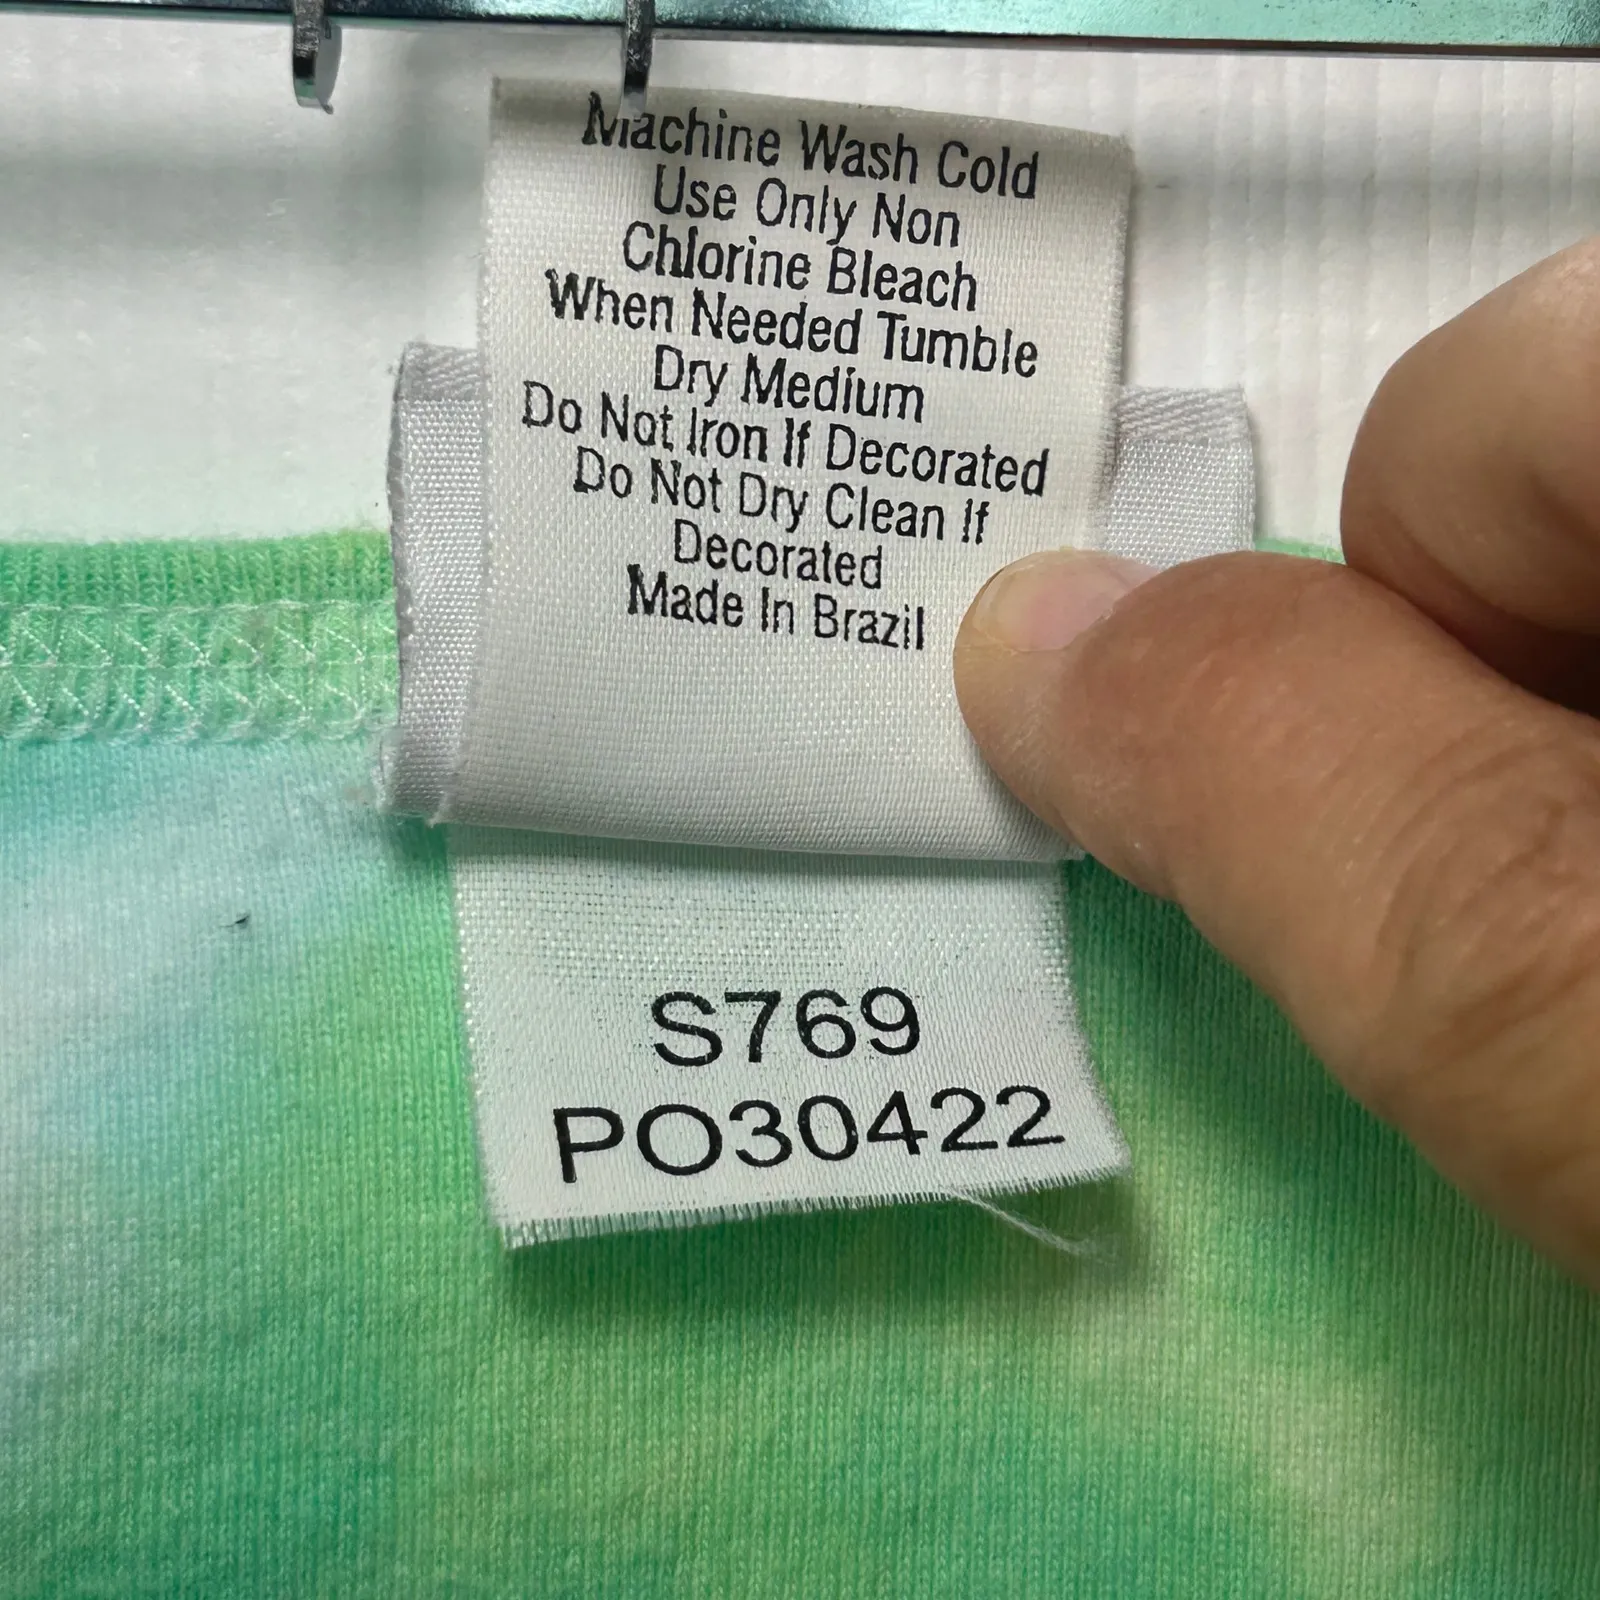 Machine Wash Cold
Use Only Non
Chlorine Bleach
When Needed Tumble
Dry Medium
Do Not Iron If Decorated
Do Not Dry Clean If
Decorated
Made In Brazil
S769
PO30422